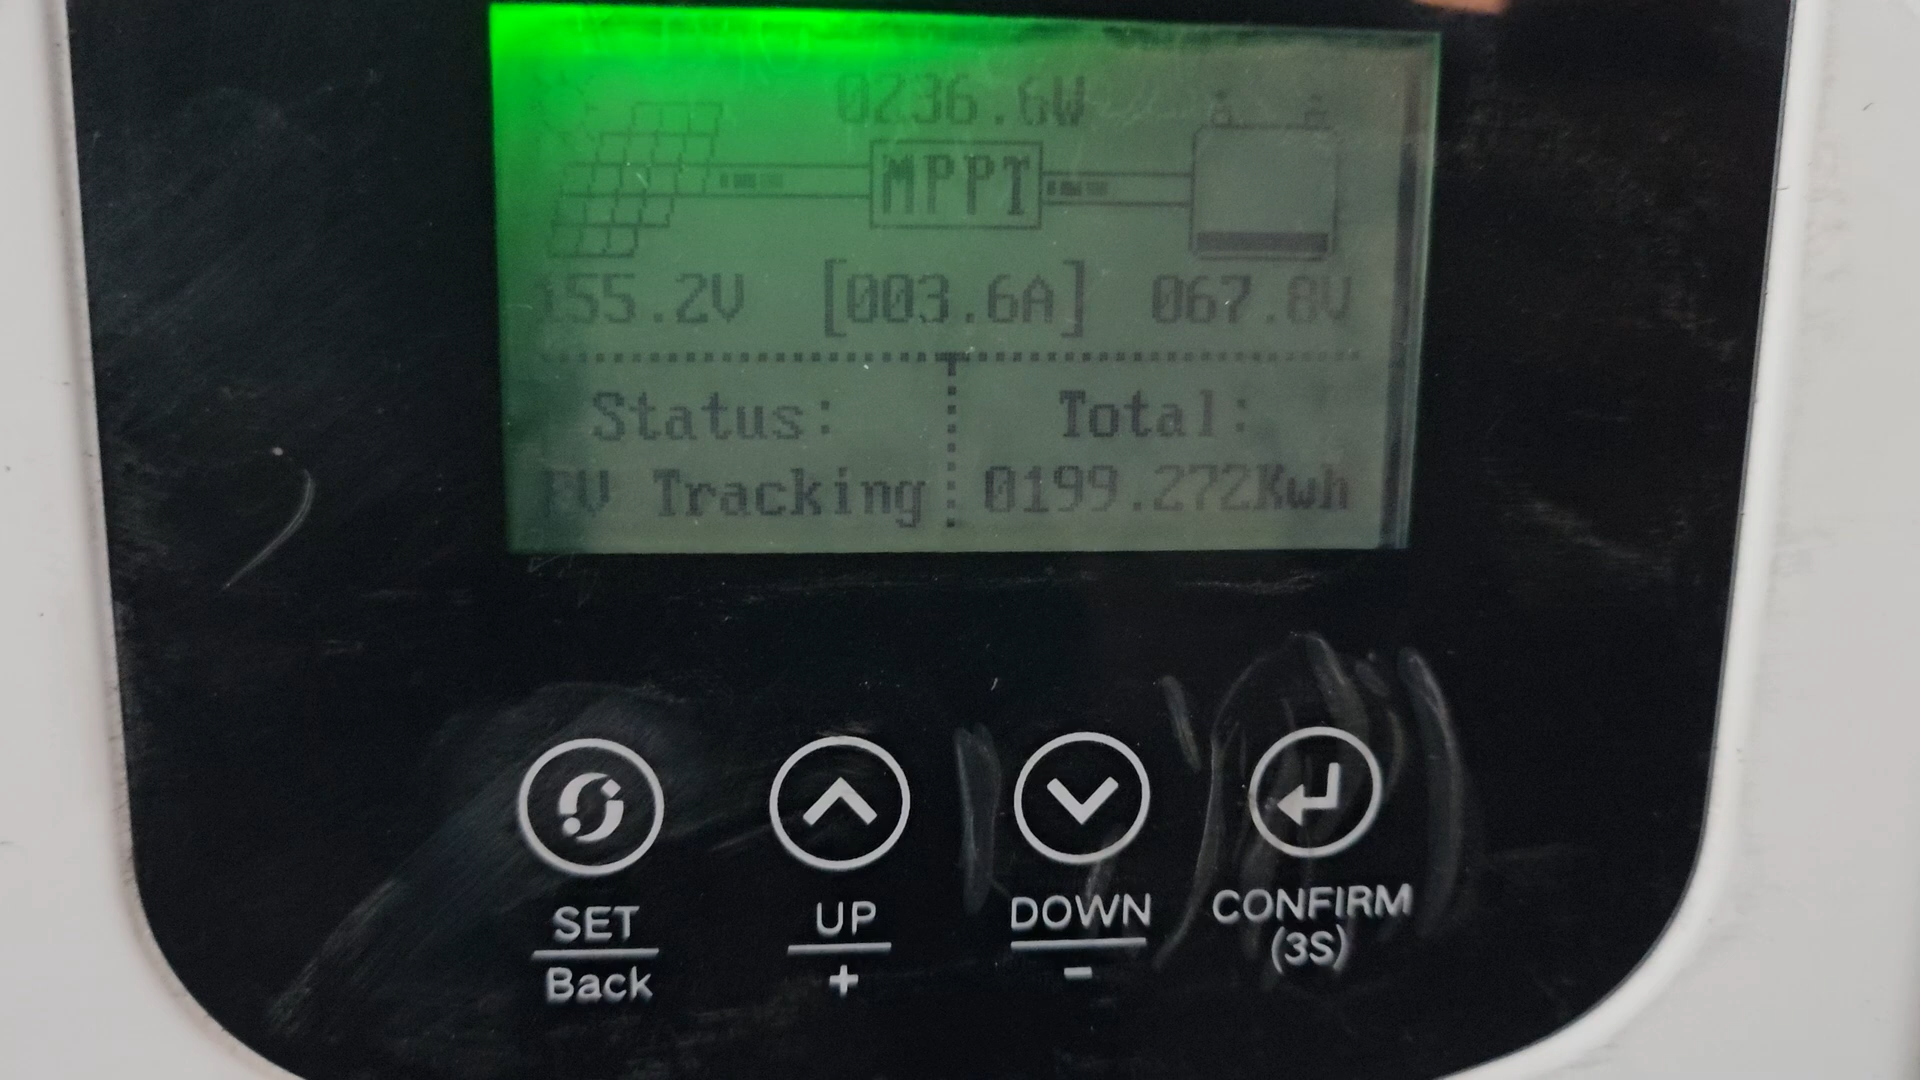 0236.6W
MPPT
155.2V [003.6A] 067.8V
Status: Total:
PV Tracking 0199.272Kwh
SET UP DOWN CONFIRM
Back + - (3S)